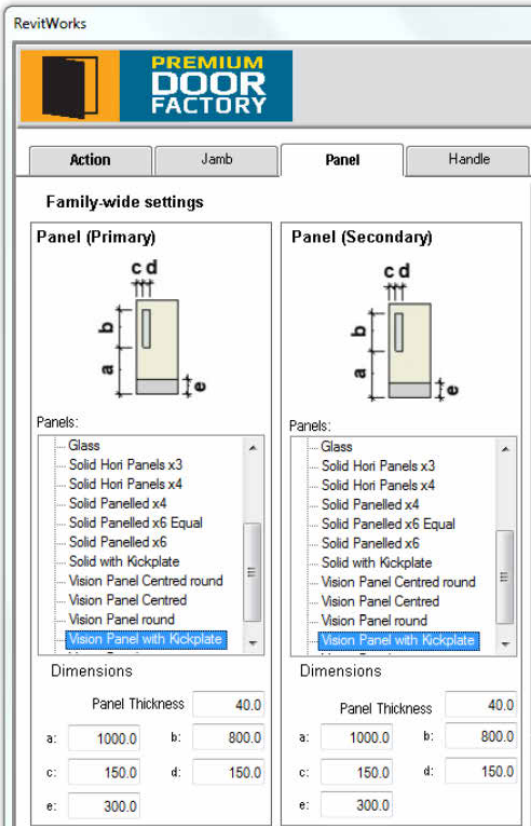 RevitWorks
PREMIUM
DOOR
FACTORY
Action Jamb Panel Handle
Family-wide settings
Panel (Primary)
c d
b
a
e
Panels:
Glass
Solid Hori Panels x3
Solid Hori Panels x4
Solid Panelled x4
Solid Panelled x6 Equal
Solid Panelled x6
Solid with Kickplate
Vision Panel Centred round
Vision Panel Centred
Vision Panel round
Vision Panel with Kickplate
Dimensions
Panel Thickness 40.0
a: 1000.0 b: 800.0
c: 150.0 d: 150.0
e: 300.0
Panel (Secondary)
c d
b
a
e
Panels:
Glass
Solid Hori Panels x3
Solid Hori Panels x4
Solid Panelled x4
Solid Panelled x6 Equal
Solid Panelled x6
Solid with Kickplate
Vision Panel Centred round
Vision Panel Centred
Vision Panel round
Vision Panel with Kickplate
Dimensions
Panel Thickness 40.0
a: 1000.0 b: 800.0
c: 150.0 d: 150.0
e: 300.0